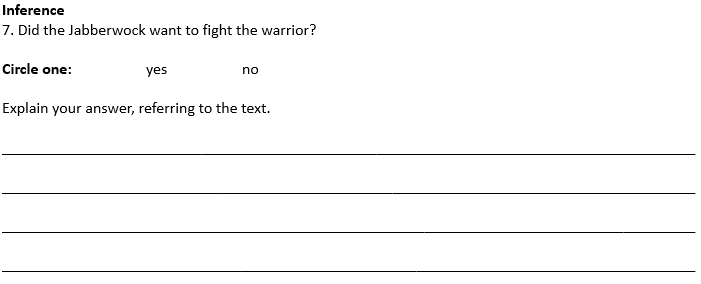 Inference
7. Did the Jabberwock want to fight the warrior?
Circle one: yes no
Explain your answer, referring to the text.